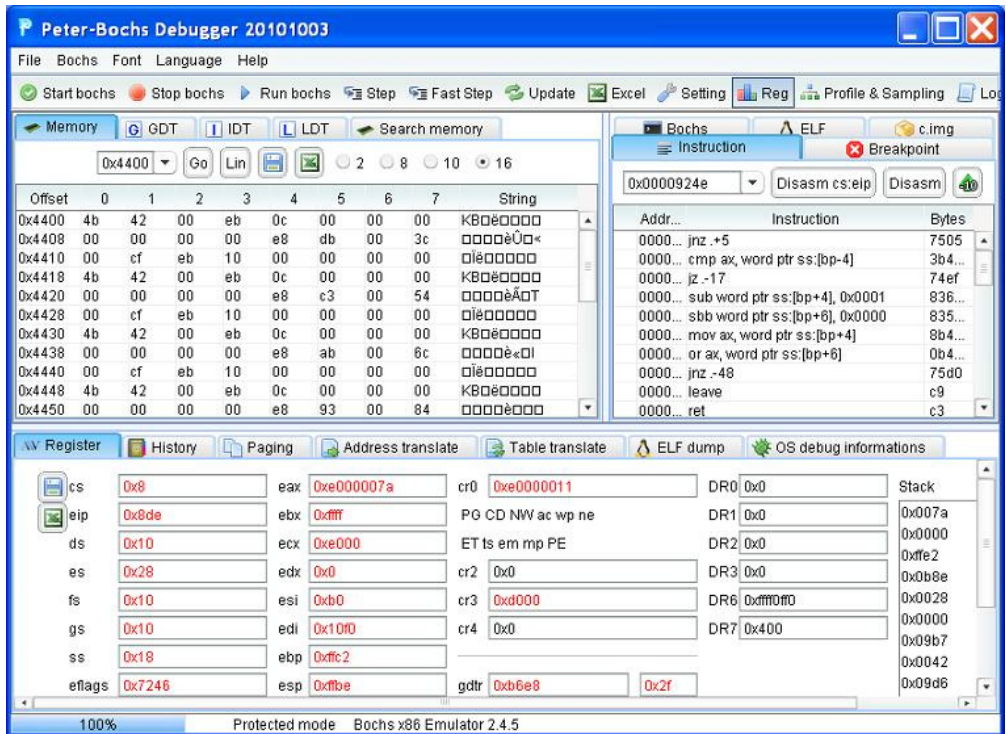 Peter-Bochs Debugger 20101003
File Bochs Font Language Help
Start bochs Stop bochs Run bochs Step Fast Step Update Excel Setting Reg Profile & Sampling
Memory G GDT I IDT L LDT Search memory
0x4400 Go Lin 2 8 10 16
Offset 0 1 2 3 4 5 6 7 String
0x4400 4b 42 00 eb 0c 00 00 00 KB□ë□□□□
0x4408 00 00 00 00 e8 db 00 3c □□□□èÛ□<
0x4410 00 cf eb 10 00 00 00 00 □Ïë□□□□□
0x4418 4b 42 00 eb 0c 00 00 00 KB□ë□□□□
0x4420 00 00 00 00 e8 c3 00 54 □□□□èÃ□T
0x4428 00 cf eb 10 00 00 00 00 □Ïë□□□□□
0x4430 4b 42 00 eb 0c 00 00 00 KB□ë□□□□
0x4438 00 00 00 00 e8 ab 00 6c □□□□è«□l
0x4440 00 cf eb 10 00 00 00 00 □Ïë□□□□□
0x4448 4b 42 00 eb 0c 00 00 00 KB□ë□□□□
0x4450 00 00 00 00 e8 93 00 84 □□□□è□□□
Bochs ELF c.img
Instruction Breakpoint
0x0000924e Disasm cs:eip Disasm
Addr... Instruction Bytes
0000... jnz .+5 7505
0000... cmp ax, word ptr ss:[bp-4] 3b4...
0000... jz .-17 74ef
0000... sub word ptr ss:[bp+4], 0x0001 836...
0000... sbb word ptr ss:[bp+6], 0x0000 835...
0000... mov ax, word ptr ss:[bp+4] 8b4...
0000... or ax, word ptr ss:[bp+6] 0b4...
0000... jnz .-48 75d0
0000... leave c9
0000... ret c3
Register History Paging Address translate Table translate ELF dump OS debug informations
cs 0x8 eax 0xe000007a cr0 0xe0000011 DR0 0x0 Stack
eip 0x8de ebx 0xffff PG CD NW ac wp ne DR1 0x0 0x007a
ds 0x10 ecx 0xe000 ET ts em mp PE DR2 0x0 0x0000
es 0x28 edx 0x0 cr2 0x0 DR3 0x0 0xffe2
fs 0x10 esi 0xb0 cr3 0xd000 DR6 0xffff0ff0 0x0b8e
gs 0x10 edi 0x10f0 cr4 0x0 DR7 0x400 0x0028
ss 0x18 ebp 0xffc2 0x0000
eflags 0x7246 esp 0xffbe gdtr 0xb6e8 0x2f 0x09b7
0x0042
0x09d6
100% Protected mode Bochs x86 Emulator 2.4.5